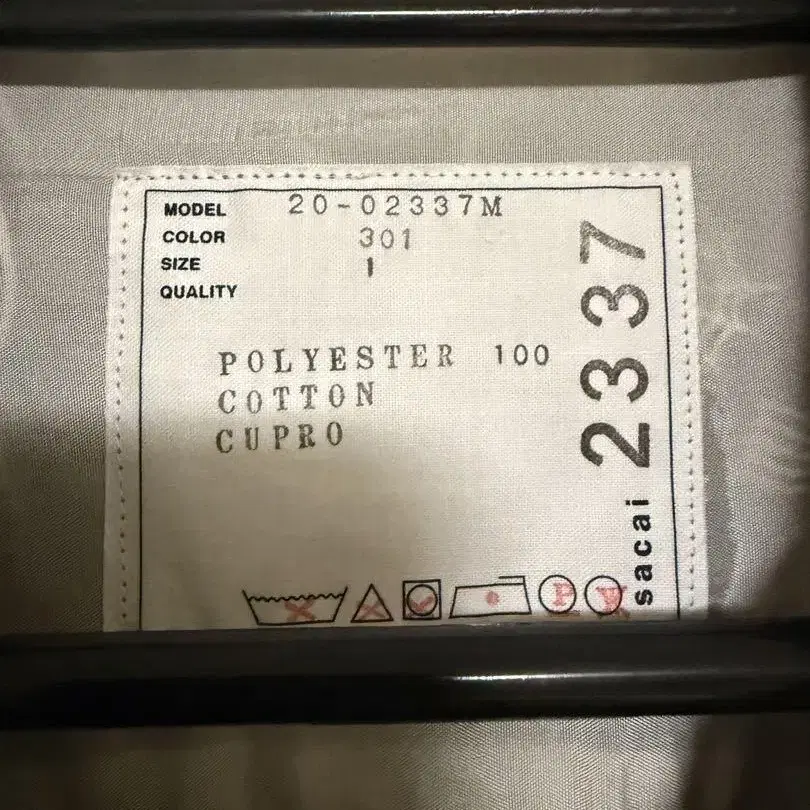 MODEL 20-02337M
COLOR 301
SIZE 1
QUALITY
POLYESTER 100
COTTON
CUPRO
sacai 2337
P
W